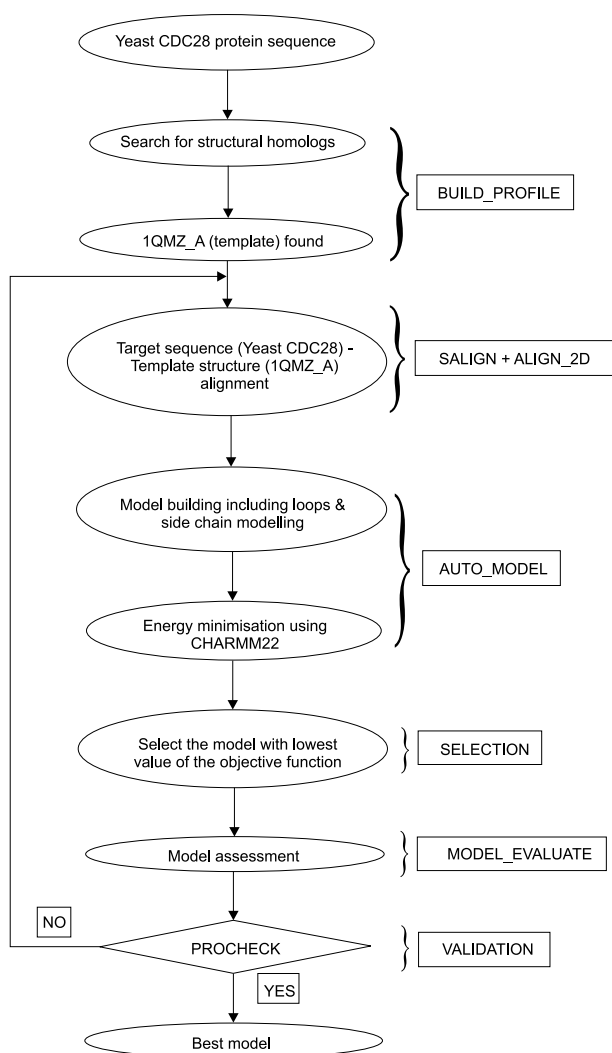 Yeast CDC28 protein sequence
Search for structural homologs
BUILD_PROFILE
1QMZ_A (template) found
Target sequence (Yeast CDC28) -
Template structure (1QMZ_A)
alignment
SALIGN + ALIGN_2D
Model building including loops &
side chain modelling
AUTO_MODEL
Energy minimisation using
CHARMM22
Select the model with lowest
value of the objective function
SELECTION
Model assessment
MODEL_EVALUATE
NO
PROCHECK
VALIDATION
YES
Best model